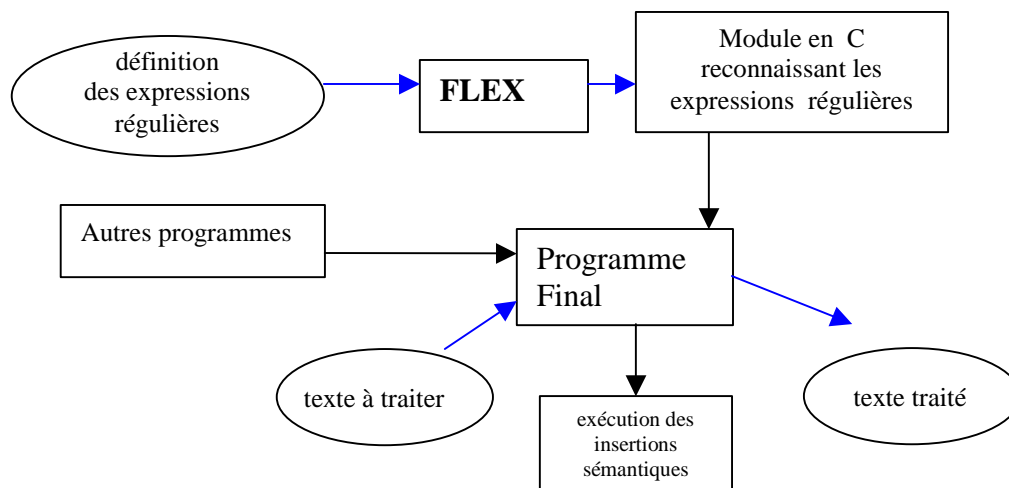 définition
des expressions
régulières
FLEX
Module en C
reconnaissant les
expressions régulières
Autres programmes
Programme
Final
texte à traiter
exécution des
insertions
sémantiques
texte traité